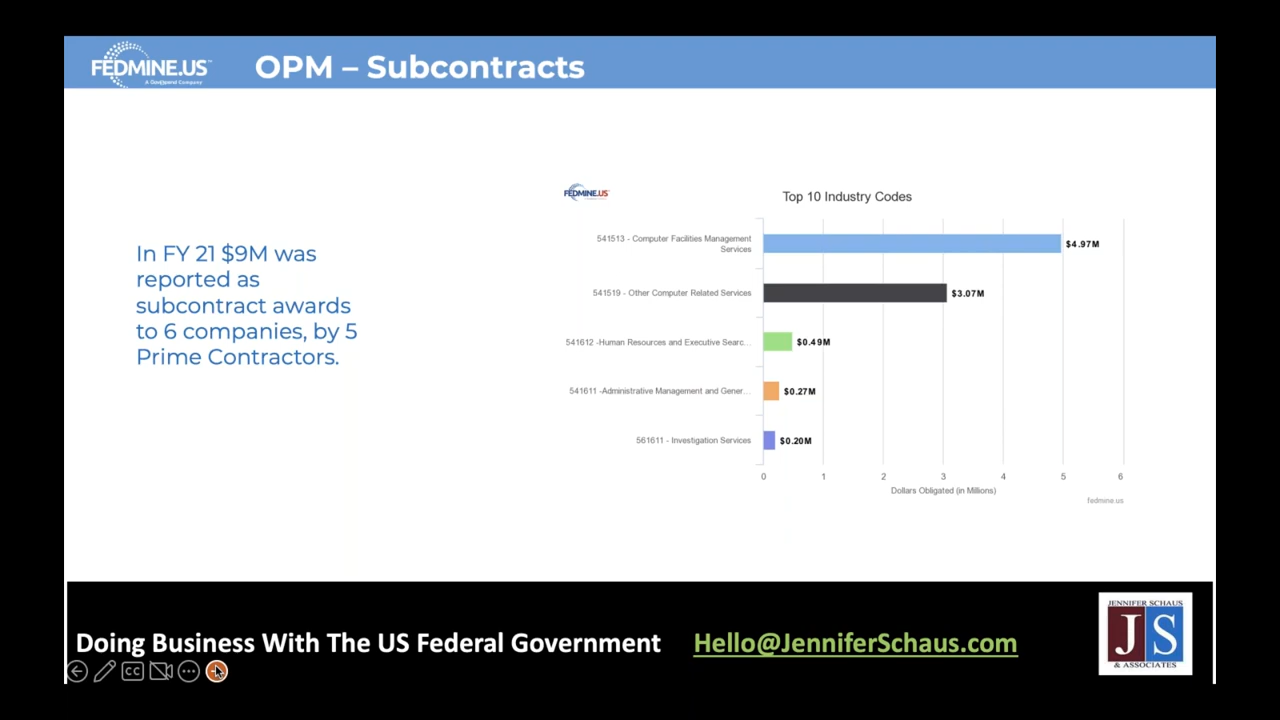 FEDMINE.US™
A GovSpend Company
OPM – Subcontracts
In FY 21 $9M was
reported as
subcontract awards
to 6 companies, by 5
Prime Contractors.
FEDMINE.US
Top 10 Industry Codes
541513 - Computer Facilities Management
Services
$4.97M
541519 - Other Computer Related Services
$3.07M
541612 -Human Resources and Executive Searc...
$0.49M
541611 -Administrative Management and Gener...
$0.27M
561611 - Investigation Services
$0.20M
0 1 2 3 4 5 6
Dollars Obligated (in Millions)
fedmine.us
Doing Business With The US Federal Government Hello@JenniferSchaus.com
JENNIFER SCHAUS
J S
& ASSOCIATES
CC